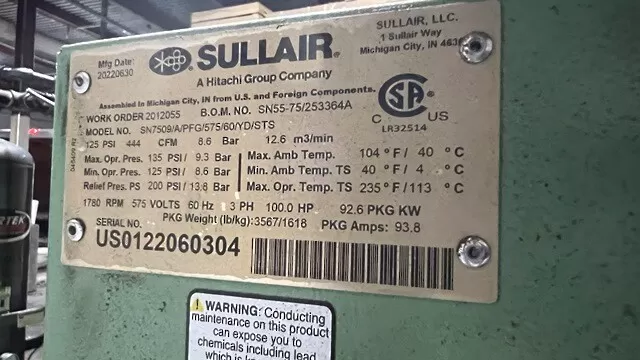 Mfg Date:
20220630
SULLAIR®
A Hitachi Group Company
SULLAIR, LLC.
1 Sullair Way
Michigan City, IN
Assembled in Michigan City, IN from U.S. and Foreign Components.
WORK ORDER 2012055 B.O.M. NO. SN55-75/253364A
MODEL NO. SN7509/A/PFG/575/60/YD/STS
125 PSI 444 CFM 8.6 Bar 12.6 m3/min
Max. Opr. Pres. 135 PSI / 9.3 Bar Max. Amb Temp. 104 °F / 40 °C
Min. Opr. Pres. 125 PSI / 8.6 Bar Min. Amb Temp. TS 40 °F / 4 °C
Relief Pres. PS 200 PSI / 13.8 Bar Max. Opr. Temp. TS 235 °F / 113 °C
1780 RPM 575 VOLTS 60 Hz 3 PH 100.0 HP 92.6 PKG KW
PKG Weight (lb/kg): 3567/1618 PKG Amps: 93.8
SERIAL NO.
US0122060304
CSA®
C US
LR32514
WARNING: Conducting
maintenance on this product
can expose you to
chemicals including lead